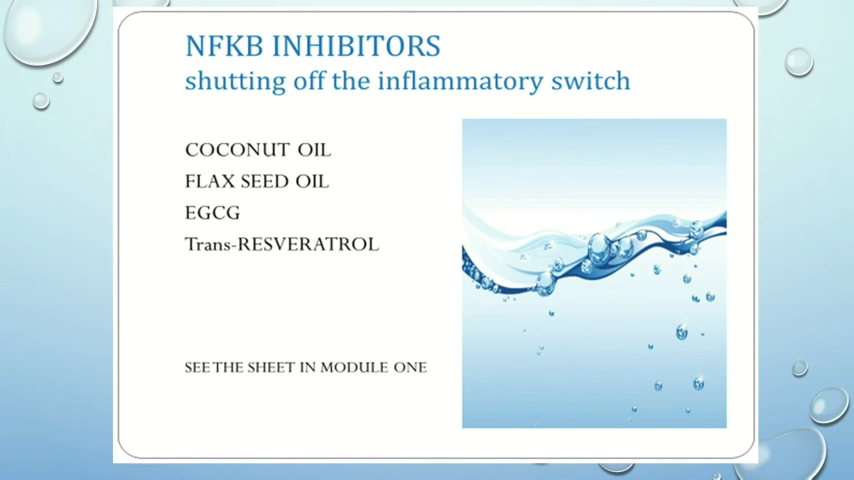 NFKB INHIBITORS
shutting off the inflammatory switch
COCONUT OIL
FLAX SEED OIL
EGCG
Trans-RESVERATROL
SEE THE SHEET IN MODULE ONE